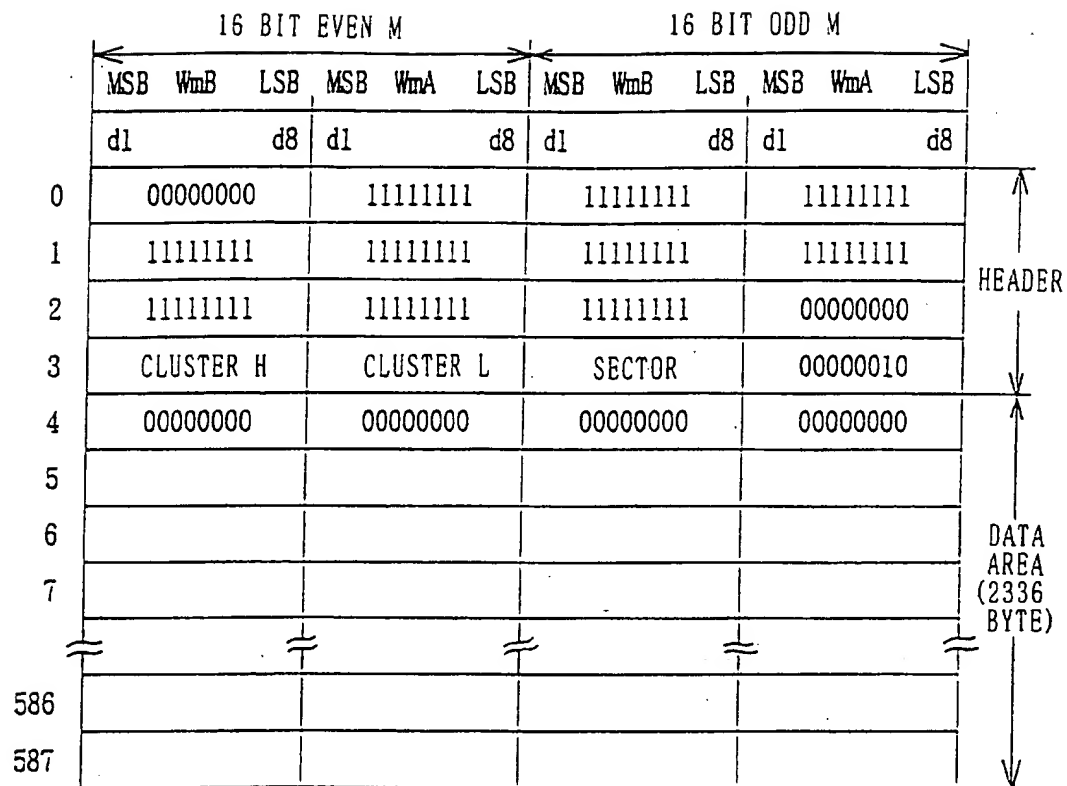 16 BIT EVEN M 16 BIT ODD M
MSB WmB LSB MSB WmA LSB MSB WmB LSB MSB WmA LSB
d1 d8 d1 d8 d1 d8 d1 d8
0 00000000 11111111 11111111 11111111
1 11111111 11111111 11111111 11111111
2 11111111 11111111 11111111 00000000
HEADER
3 CLUSTER H CLUSTER L SECTOR 00000010
4 00000000 00000000 00000000 00000000
5
6
7
DATA
AREA
(2336
BYTE)
586
587